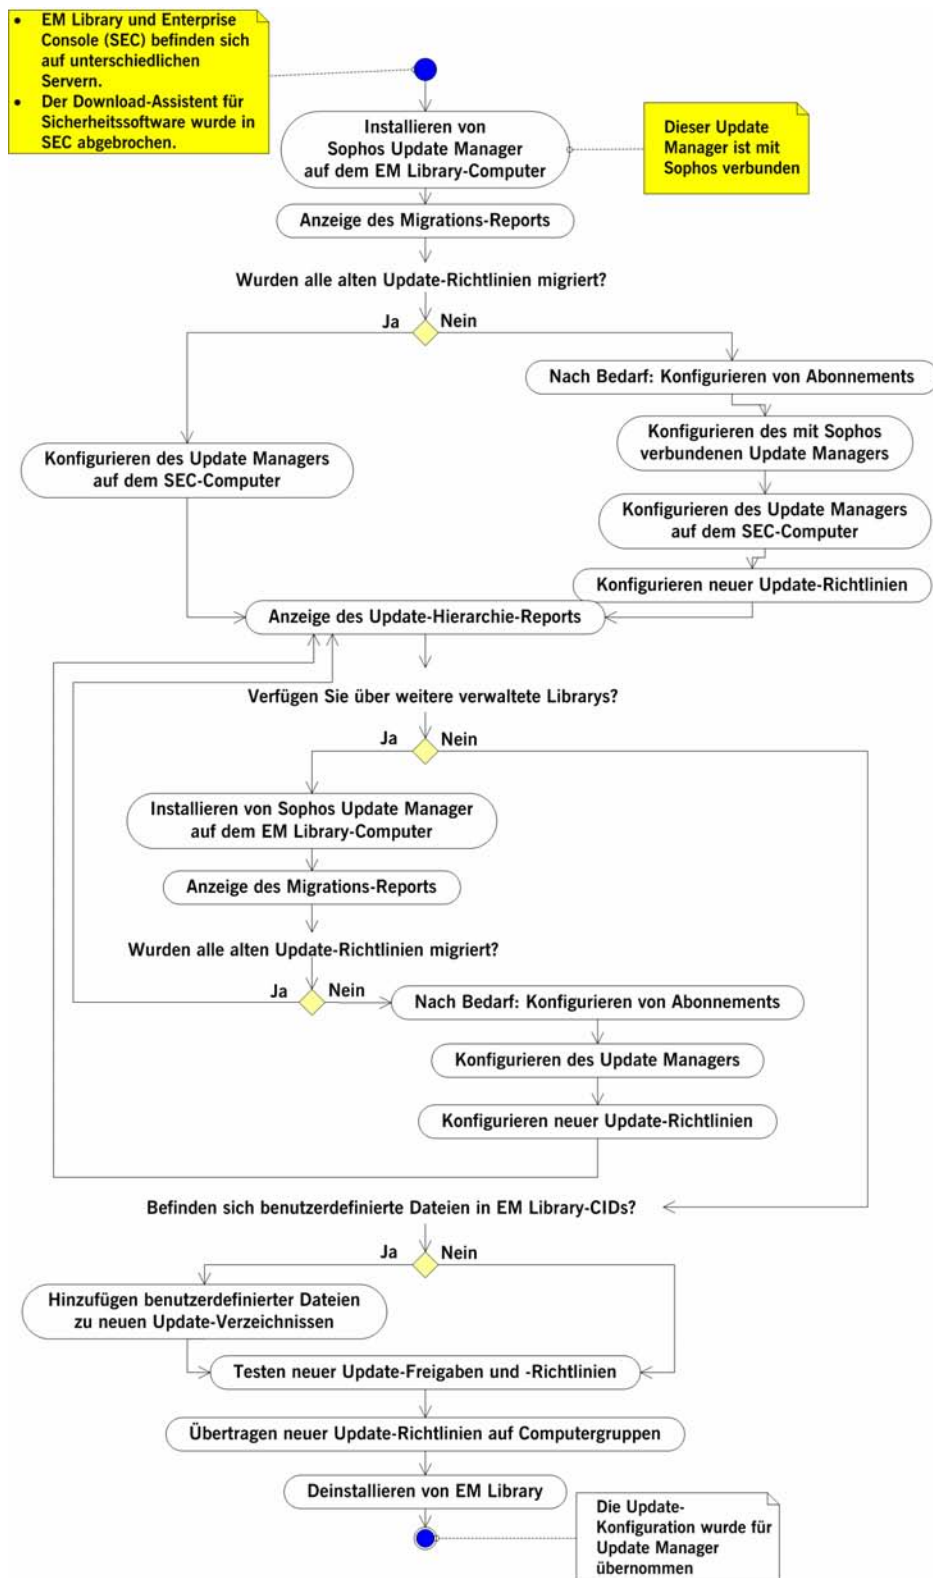 • EM Library und Enterprise
Console (SEC) befinden sich
auf unterschiedlichen
Servern.
• Der Download-Assistent für
Sicherheitssoftware wurde in
SEC abgebrochen.
Installieren von
Sophos Update Manager
auf dem EM Library-Computer
Dieser Update
Manager ist mit
Sophos verbunden
Anzeige des Migrations-Reports
Wurden alle alten Update-Richtlinien migriert?
Ja
Nein
Nach Bedarf: Konfigurieren von Abonnements
Konfigurieren des mit Sophos
verbundenen Update Managers
Konfigurieren des Update Managers
auf dem SEC-Computer
Konfigurieren des Update Managers
auf dem SEC-Computer
Konfigurieren neuer Update-Richtlinien
Anzeige des Update-Hierarchie-Reports
Verfügen Sie über weitere verwaltete Librarys?
Ja
Nein
Installieren von Sophos Update Manager
auf dem EM Library-Computer
Anzeige des Migrations-Reports
Wurden alle alten Update-Richtlinien migriert?
Ja
Nein
Nach Bedarf: Konfigurieren von Abonnements
Konfigurieren des Update Managers
Konfigurieren neuer Update-Richtlinien
Befinden sich benutzerdefinierte Dateien in EM Library-CIDs?
Ja
Nein
Hinzufügen benutzerdefinierter Dateien
zu neuen Update-Verzeichnissen
Testen neuer Update-Freigaben und -Richtlinien
Übertragen neuer Update-Richtlinien auf Computergruppen
Deinstallieren von EM Library
Die Update-
Konfiguration wurde für
Update Manager
übernommen